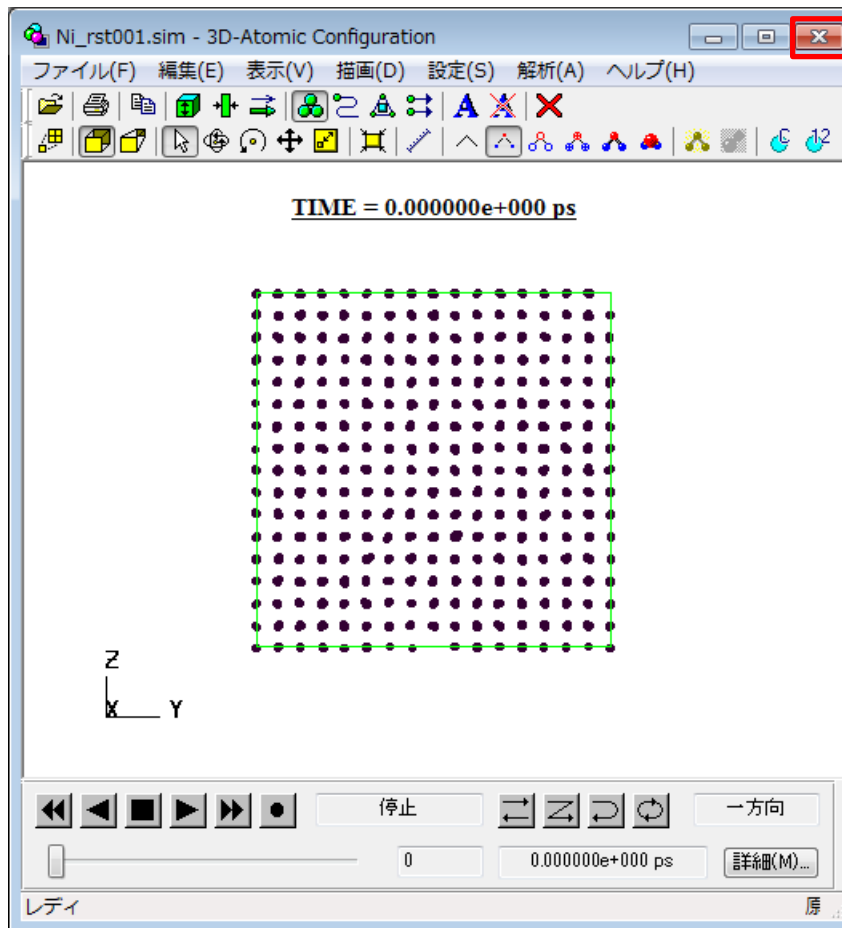 Ni_rst001.sim - 3D-Atomic Configuration
ファイル(F) 編集(E) 表示(V) 描画(D) 設定(S) 解析(A) ヘルプ(H)
A A
C 12
TIME = 0.000000e+000 ps
Z
X Y
停止 一方向
0 0.000000e+000 ps 詳細(M)...
レディ 原